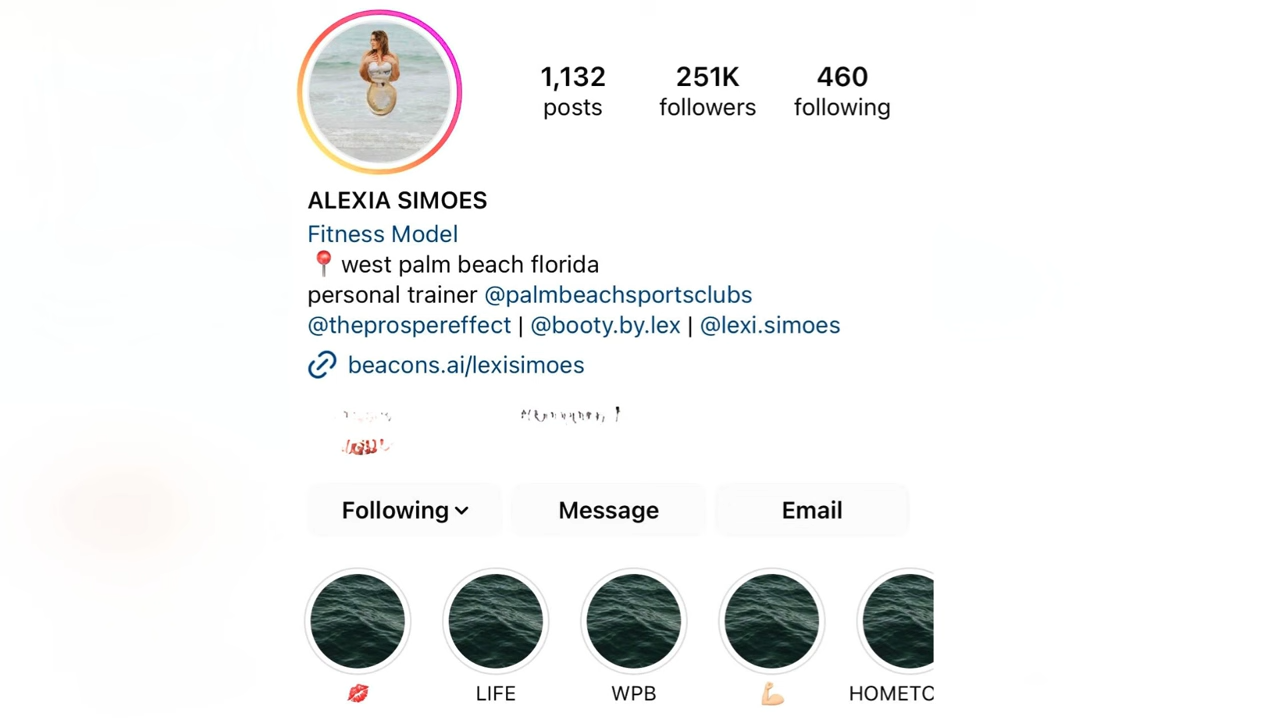 1,132 251K 460
posts followers following
ALEXIA SIMOES
Fitness Model
📍 west palm beach florida
personal trainer @palmbeachsportsclubs
@theprospereffect | @booty.by.lex | @lexi.simoes
beacons.ai/lexisimoes
Following Message Email
💋 LIFE WPB 💪🏼 HOMETC